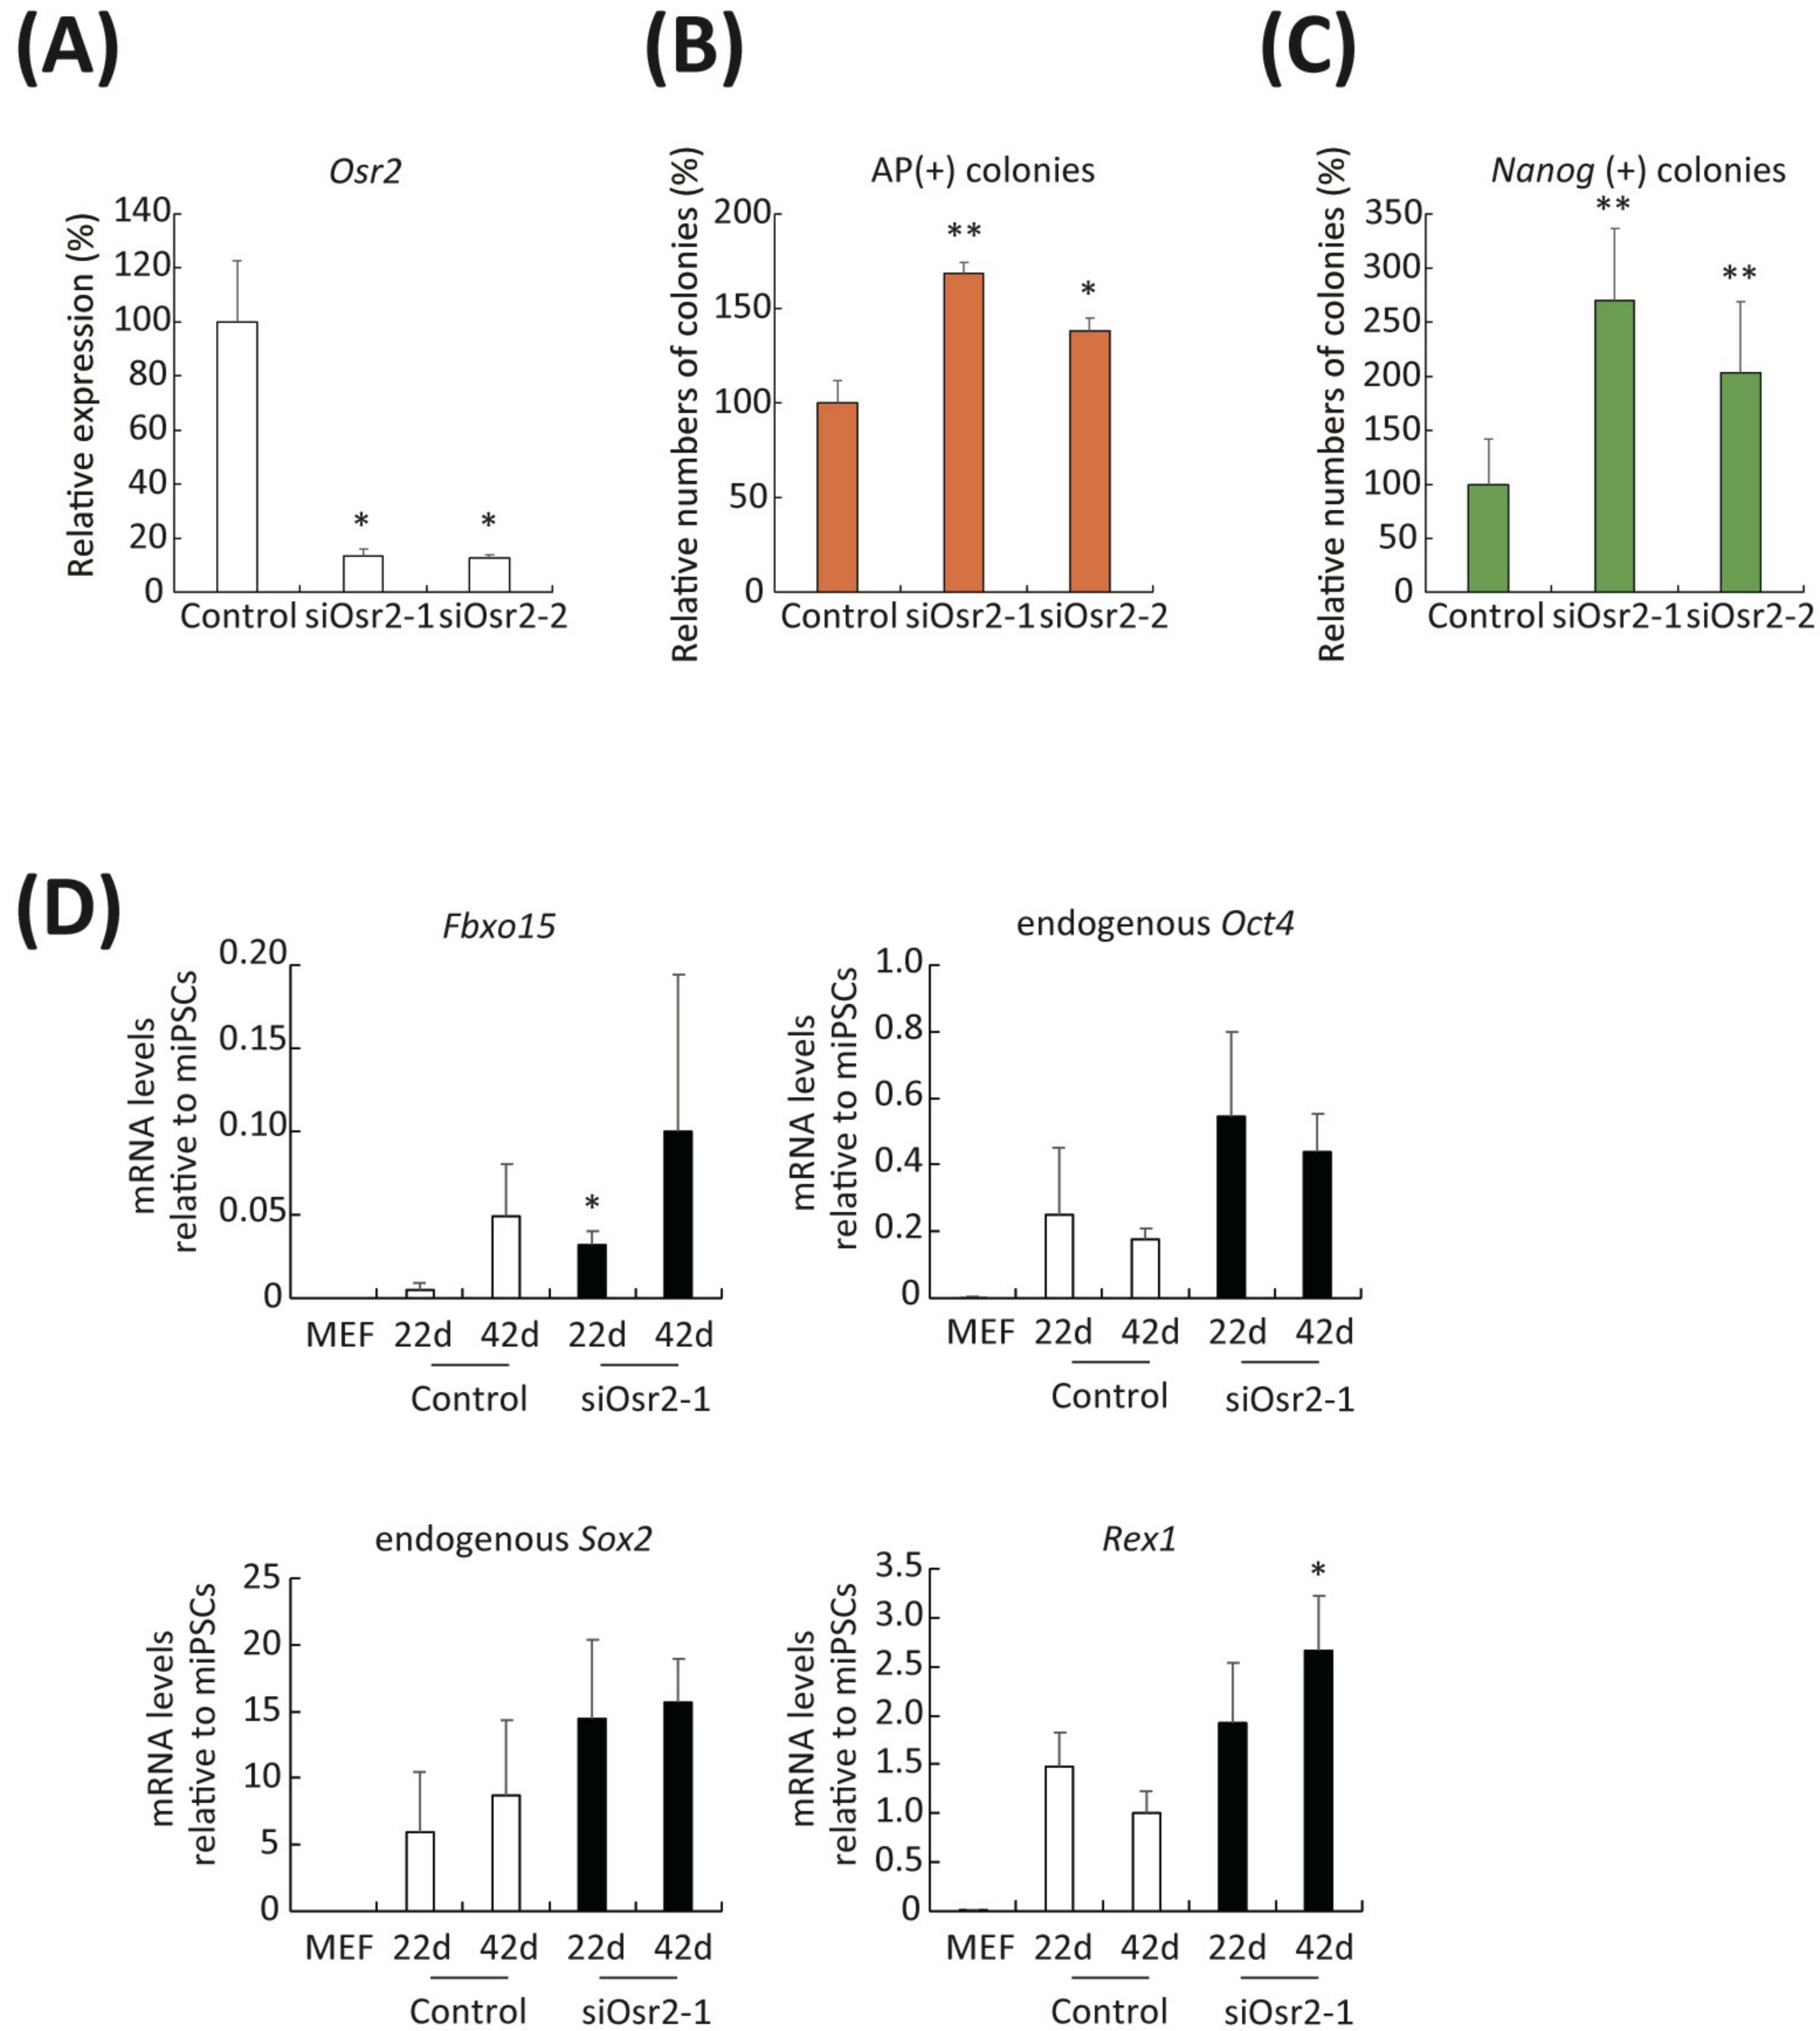 (A)
Osr2
Relative expression (%)
140
120
100
80
60
40
20
0
Control siOsr2-1 siOsr2-2
* *
(B)
AP(+) colonies
Relative numbers of colonies (%)
200
150
100
50
0
Control siOsr2-1 siOsr2-2
** *
(C)
Nanog (+) colonies
Relative numbers of colonies (%)
350
300
250
200
150
100
50
0
Control siOsr2-1 siOsr2-2
** **
(D)
Fbxo15
mRNA levels
relative to miPSCs
0.20
0.15
0.10
0.05
0
*
MEF 22d 42d 22d 42d
Control siOsr2-1
endogenous Oct4
mRNA levels
relative to miPSCs
1.0
0.8
0.6
0.4
0.2
0
MEF 22d 42d 22d 42d
Control siOsr2-1
endogenous Sox2
mRNA levels
relative to miPSCs
25
20
15
10
5
0
MEF 22d 42d 22d 42d
Control siOsr2-1
Rex1
mRNA levels
relative to miPSCs
3.5
3.0
2.5
2.0
1.5
1.0
0.5
0
*
MEF 22d 42d 22d 42d
Control siOsr2-1